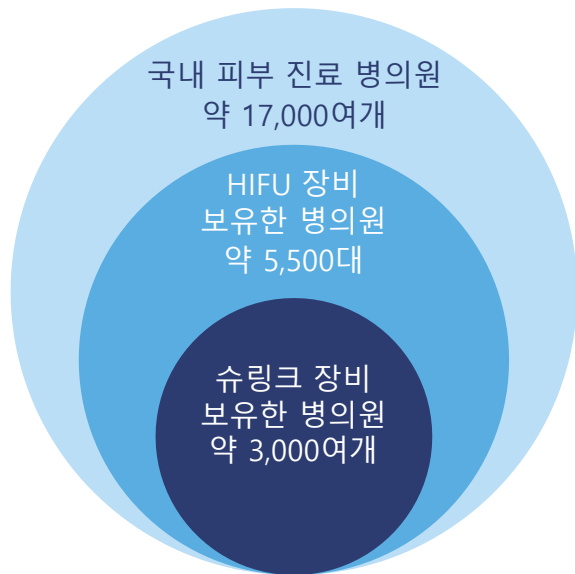 국내 피부 진료 병의원
약 17,000여개
HIFU 장비
보유한 병의원
약 5,500대
슈링크 장비
보유한 병의원
약 3,000여개